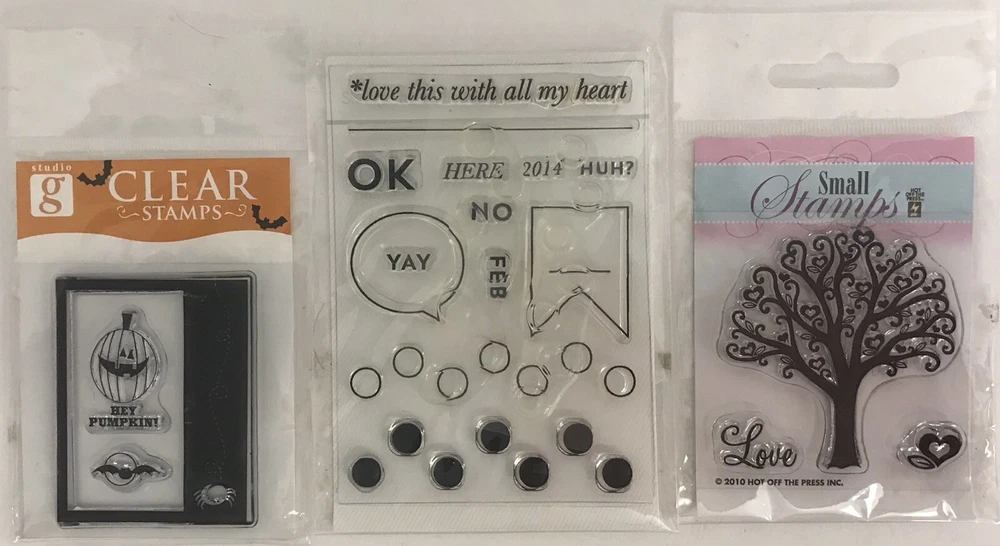 studio
g
CLEAR
STAMPS
HEY
PUMPKIN!
*love this with all my heart
OK HERE 2014 HUH?
NO
YAY
FEB
Small
Stamps
HOT
OFF THE
PRESS
Love
© 2010 HOT OFF THE PRESS INC.